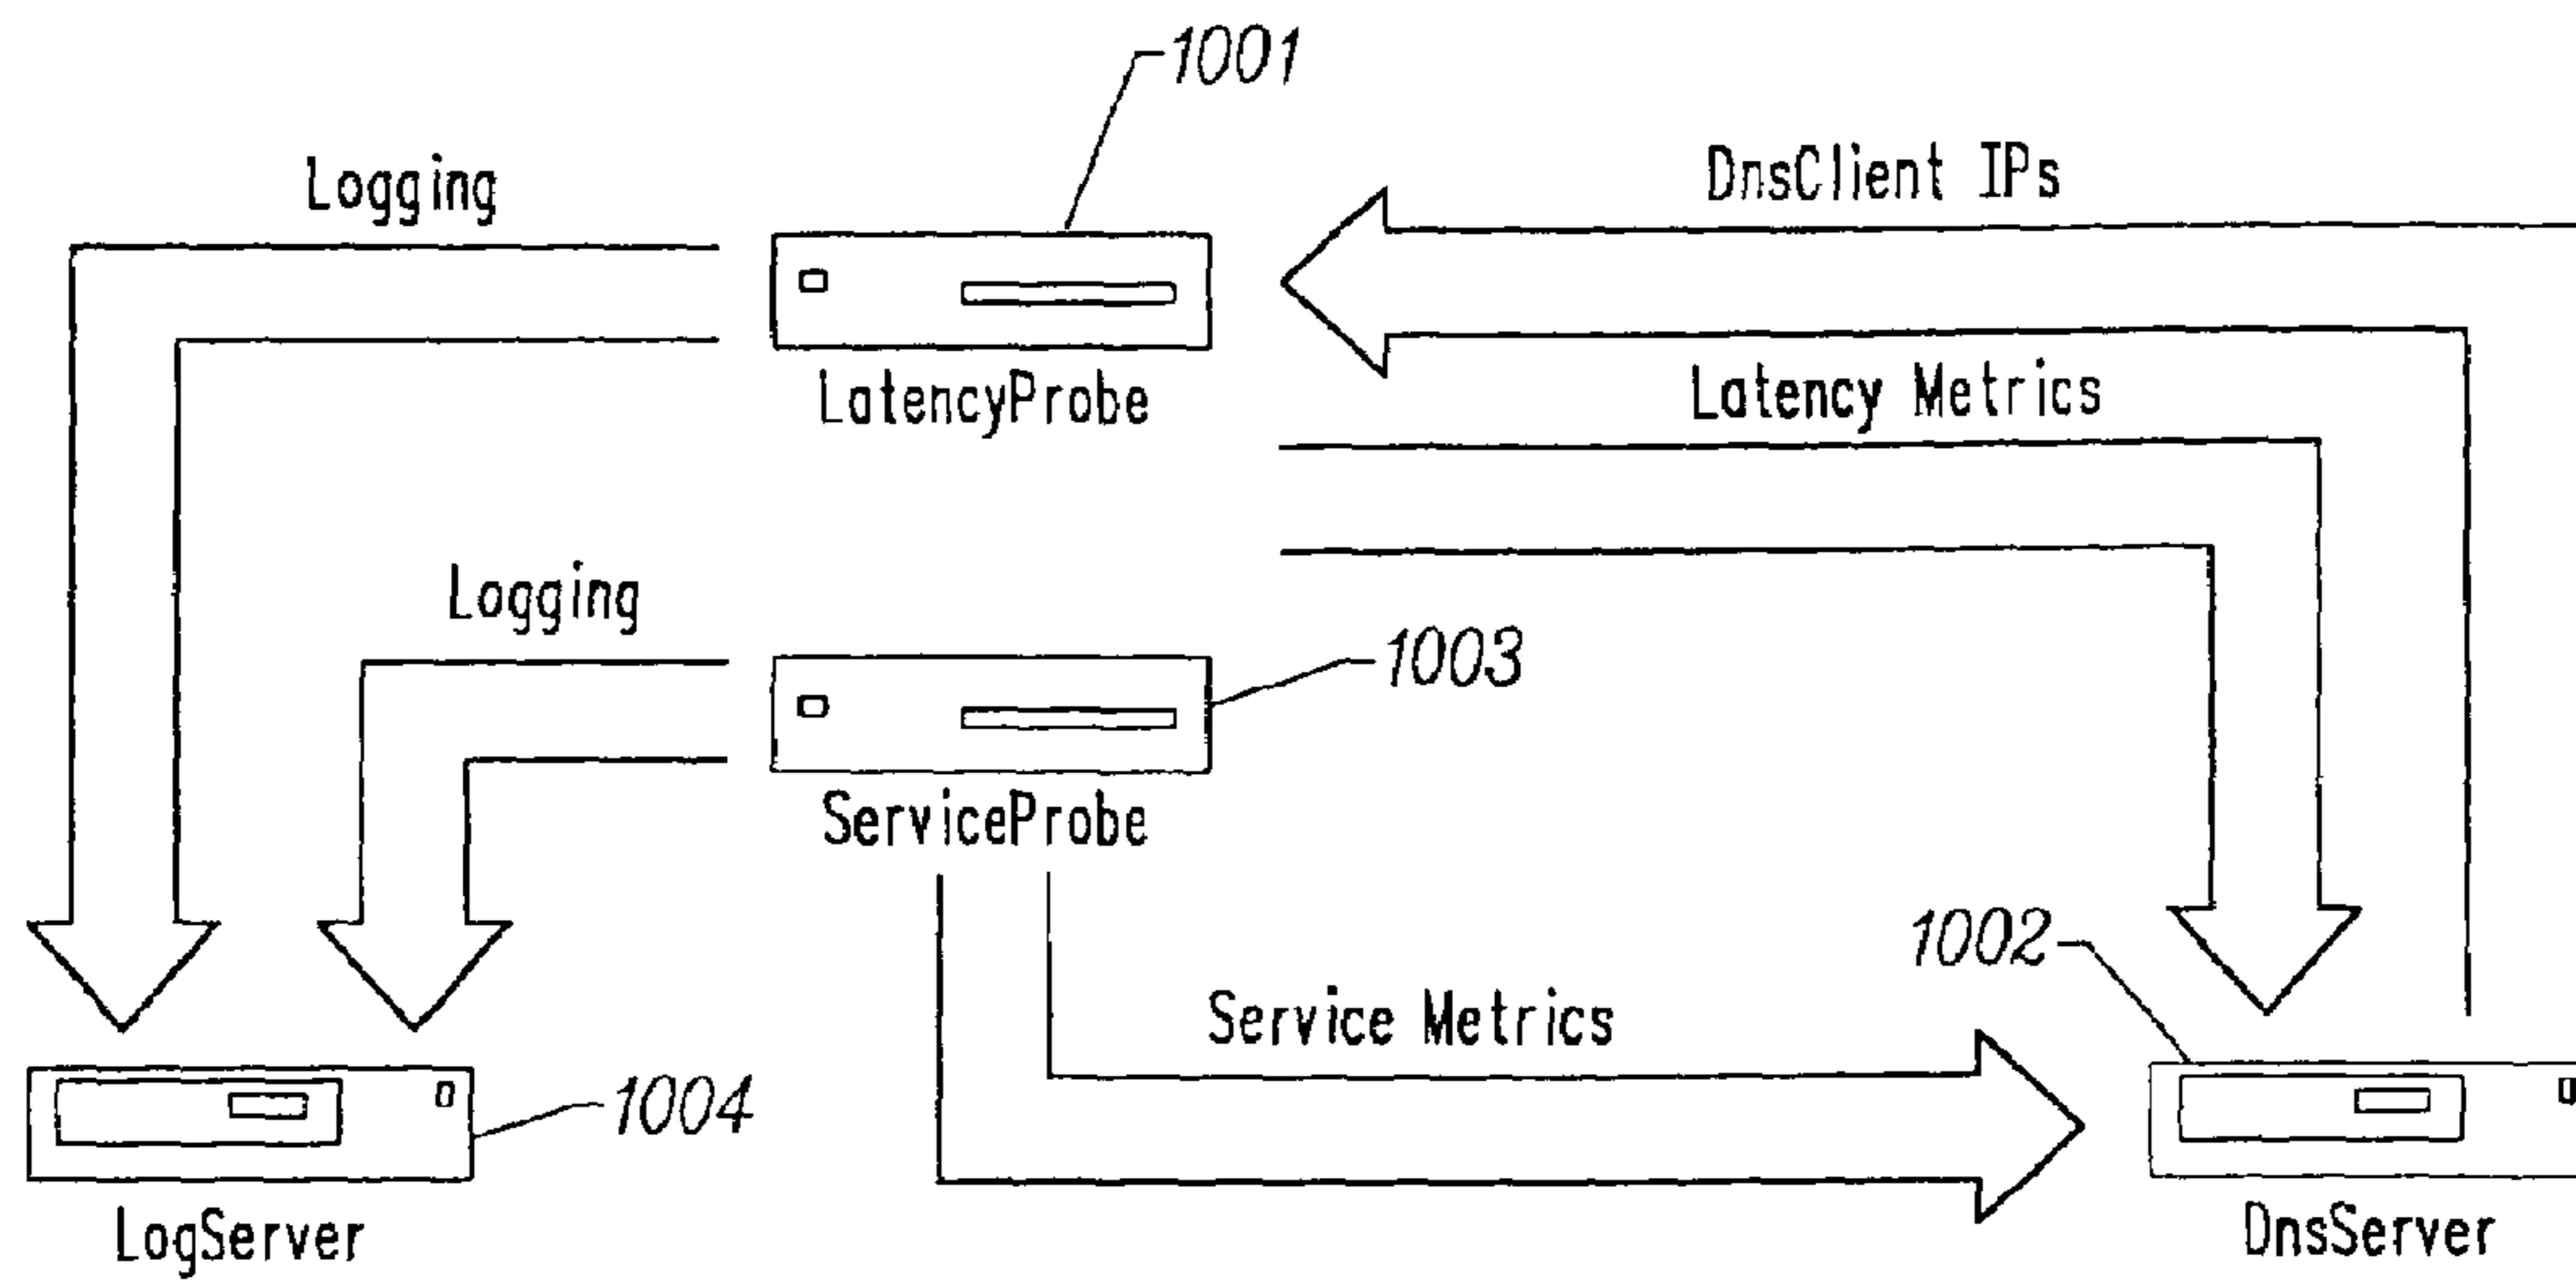 1001
Logging
DnsClient IPs
LatencyProbe
Latency Metrics
Logging
1003
ServiceProbe
1002
Service Metrics
1004
LogServer
DnsServer